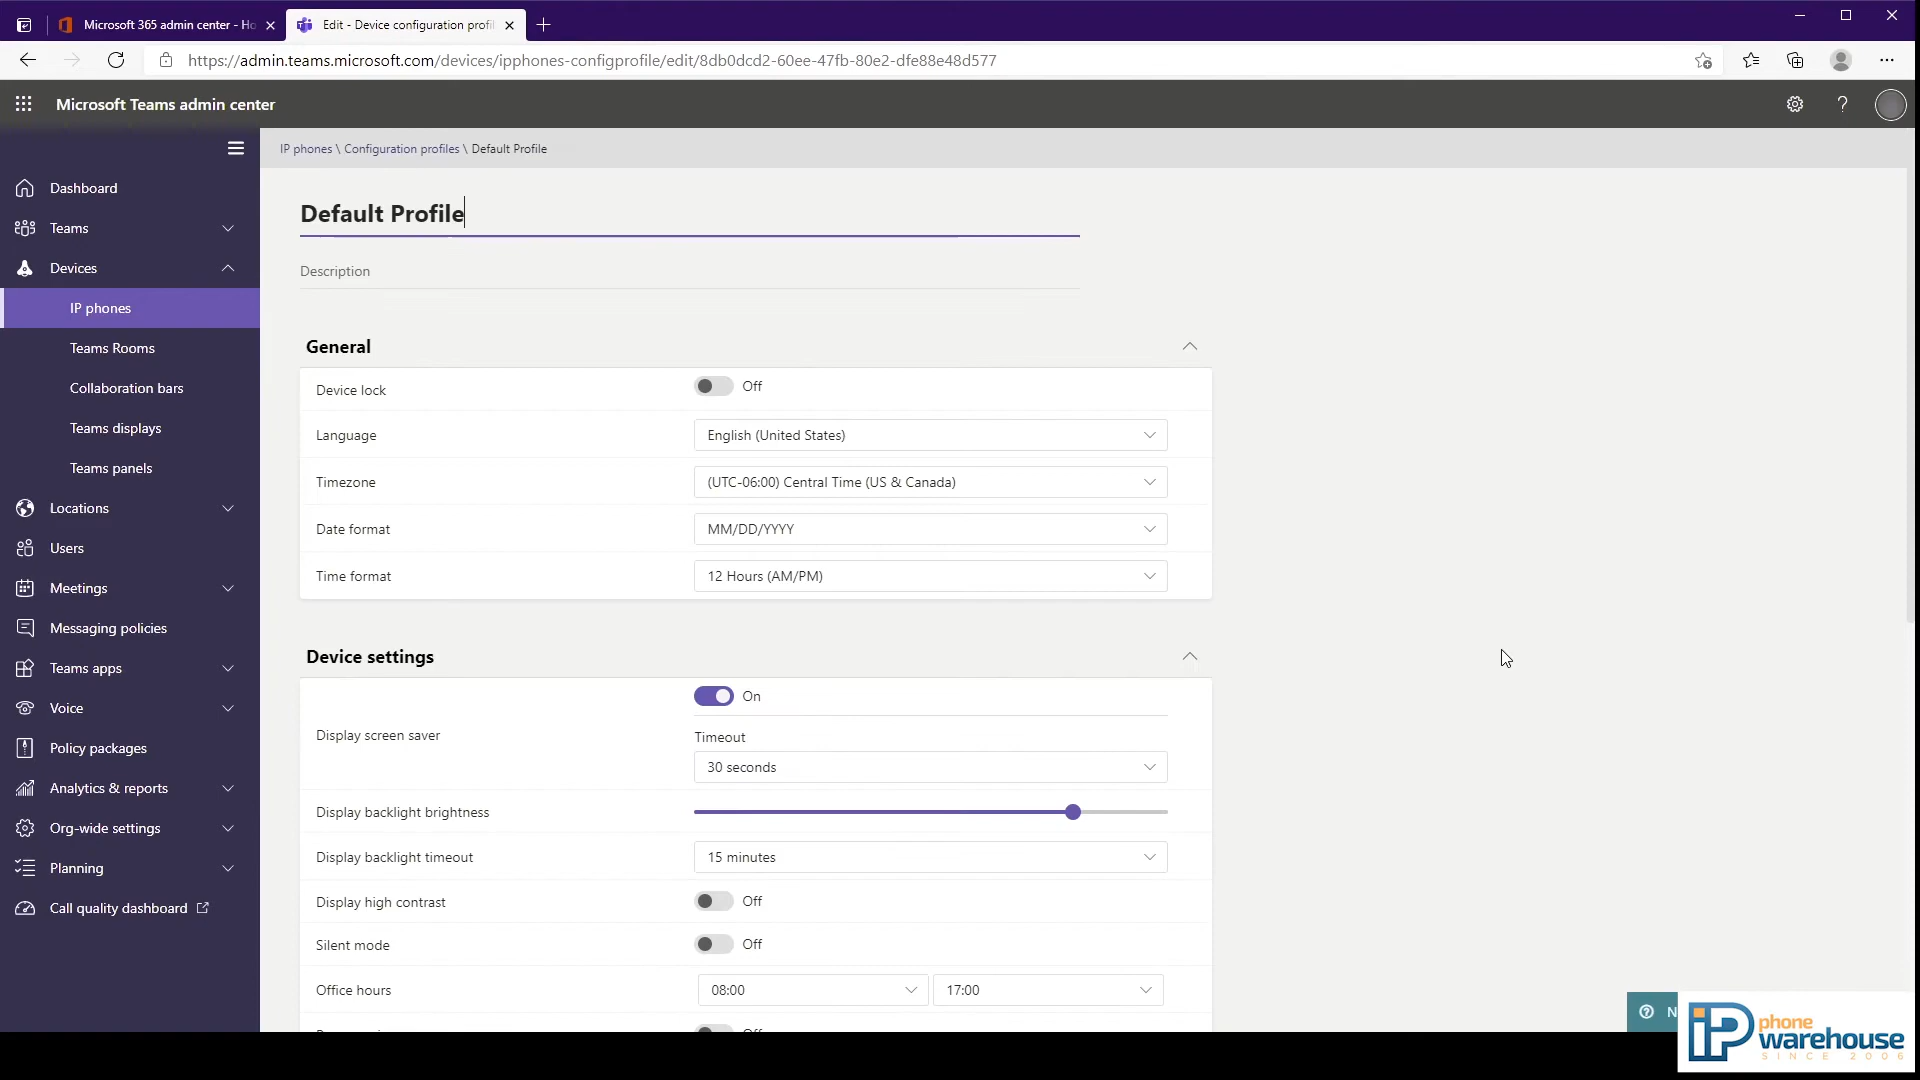 Microsoft 365 admin center - Ho
Edit - Device configuration profil
https://admin.teams.microsoft.com/devices/ipphones-configprofile/edit/8db0dcd2-60ee-47fb-80e2-dfe88e48d577
Microsoft Teams admin center
?
IP phones \ Configuration profiles \ Default Profile
Dashboard
Teams
Devices
IP phones
Teams Rooms
Collaboration bars
Teams displays
Teams panels
Locations
Users
Meetings
Messaging policies
Teams apps
Voice
Policy packages
Analytics & reports
Org-wide settings
Planning
Call quality dashboard
Default Profile
Description
General
Device lock Off
Language English (United States)
Timezone (UTC-06:00) Central Time (US & Canada)
Date format MM/DD/YYYY
Time format 12 Hours (AM/PM)
Device settings
On
Display screen saver
Timeout
30 seconds
Display backlight brightness
Display backlight timeout 15 minutes
Display high contrast Off
Silent mode Off
Office hours 08:00 17:00
Off
N
iP phone
warehouse
SINCE 2006